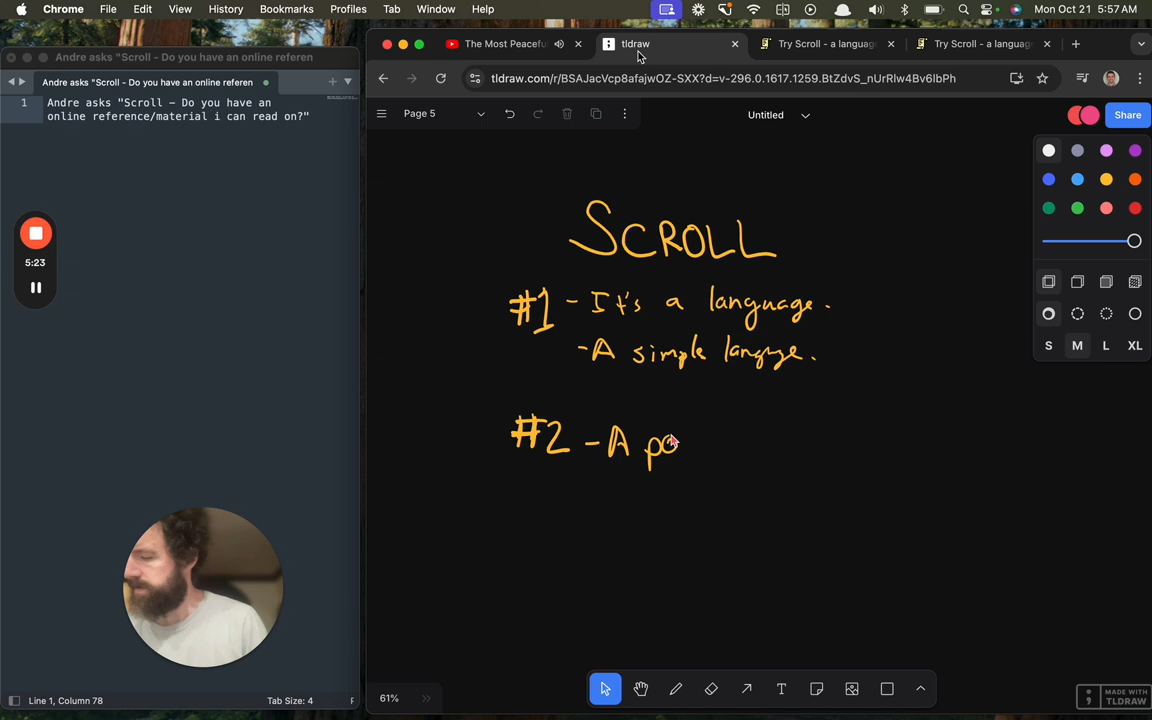 Chrome File Edit View History Bookmarks Profiles Tab Window Help
Mon Oct 21 5:57 AM
Andre asks "Scroll - Do you have an online referen
Andre asks "Scroll - Do you have an online referen
1 Andre asks "Scroll – Do you have an
online reference/material i can read on?"
5:23
Line 1, Column 78
Tab Size: 4
The Most Peaceful
tldraw
Try Scroll - a languag
Try Scroll - a languag
tldraw.com/r/BSAJacVcp8afajwOZ-SXX?d=v-296.0.1617.1259.BtZdvS_nUrRlw4Bv6lbPh
Page 5
Untitled
Share
SCROLL
#1 - It's a language.
-A simple langyge.
#2 - A po
S M L XL
61%
T
MADE WITH
TLDRAW